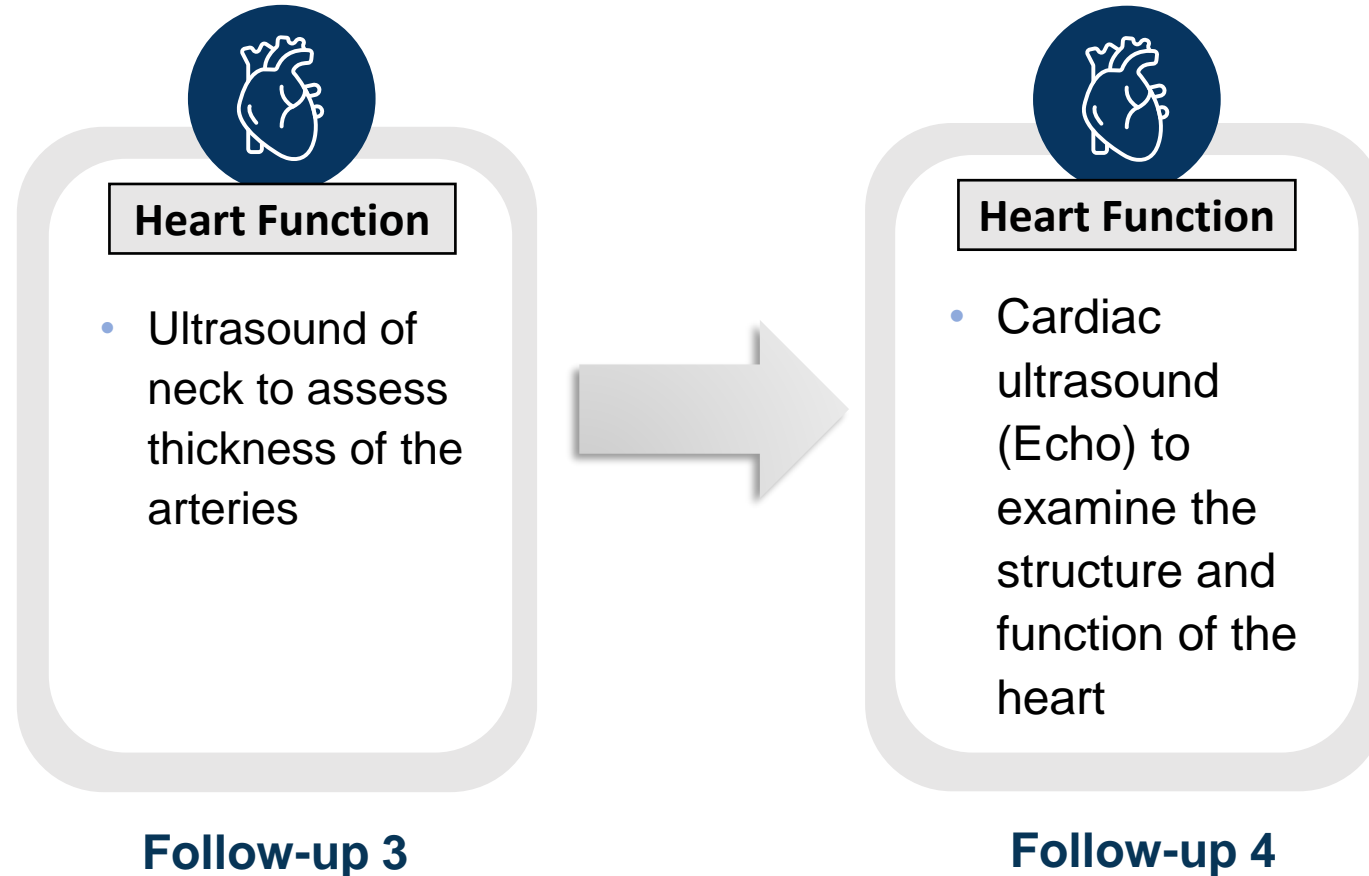 Heart Function
• Ultrasound of
neck to assess
thickness of the
arteries
Follow-up 3
Heart Function
• Cardiac
ultrasound
(Echo) to
examine the
structure and
function of the
heart
Follow-up 4